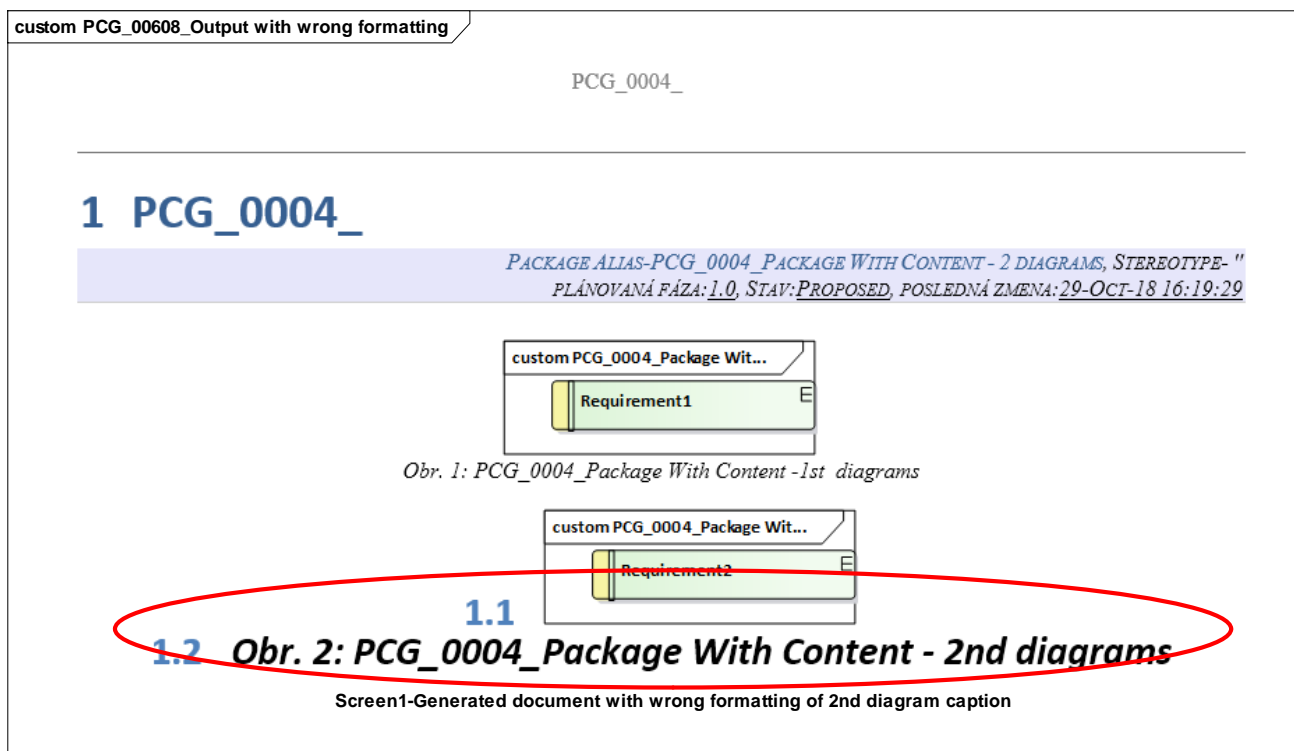 custom PCG_00608_Output with wrong formatting
PCG_0004_
1 PCG_0004_
PACKAGE ALIAS-PCG_0004_PACKAGE WITH CONTENT - 2 DIAGRAMS, STEREOTYPE- "
PLÁNOVANÁ FÁZA:1.0, STAV:PROPOSED, POSLEDNÁ ZMENA:29-OCT-18 16:19:29
custom PCG_0004_Package Wit...
Requirement1
Obr. 1: PCG_0004_Package With Content -1st diagrams
custom PCG_0004_Package Wit...
Requirement2
1.1
1.2 Obr. 2: PCG_0004_Package With Content - 2nd diagrams
Screen1-Generated document with wrong formatting of 2nd diagram caption